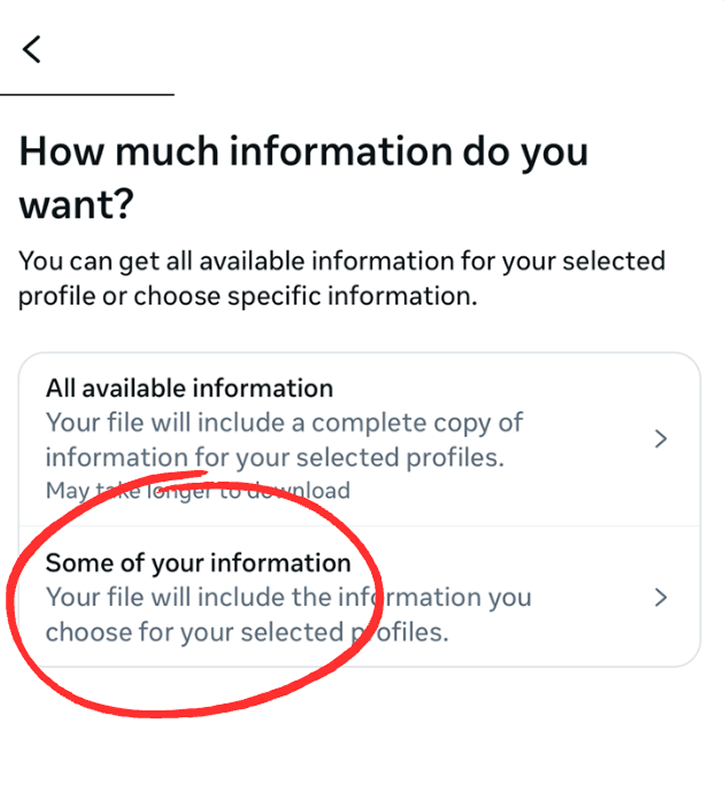 How much information do you
want?
You can get all available information for your selected
profile or choose specific information.
All available information
Your file will include a complete copy of
information for your selected profiles.
May take longer to download
Some of your information
Your file will include the information you
choose for your selected profiles.